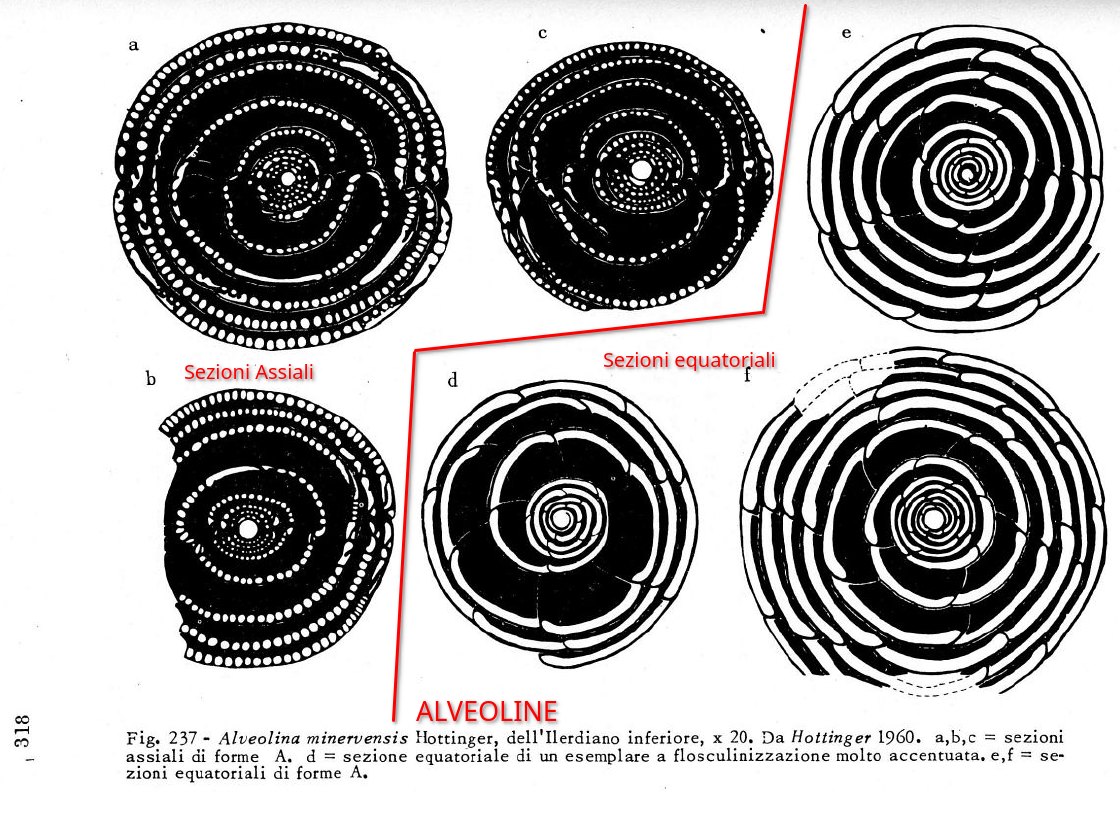 a
c
e
Sezioni Assiali
Sezioni equatoriali
b
d
f
ALVEOLINE
Fig. 237 - Alveolina minervensis Hottinger, dell'Ilerdiano inferiore, x 20. Da Hottinger 1960. a,b,c = sezioni
assiali di forme A. d = sezione equatoriale di un esemplare a flosculinizzazione molto accentuata. e,f = se-
zioni equatoriali di forme A.
318